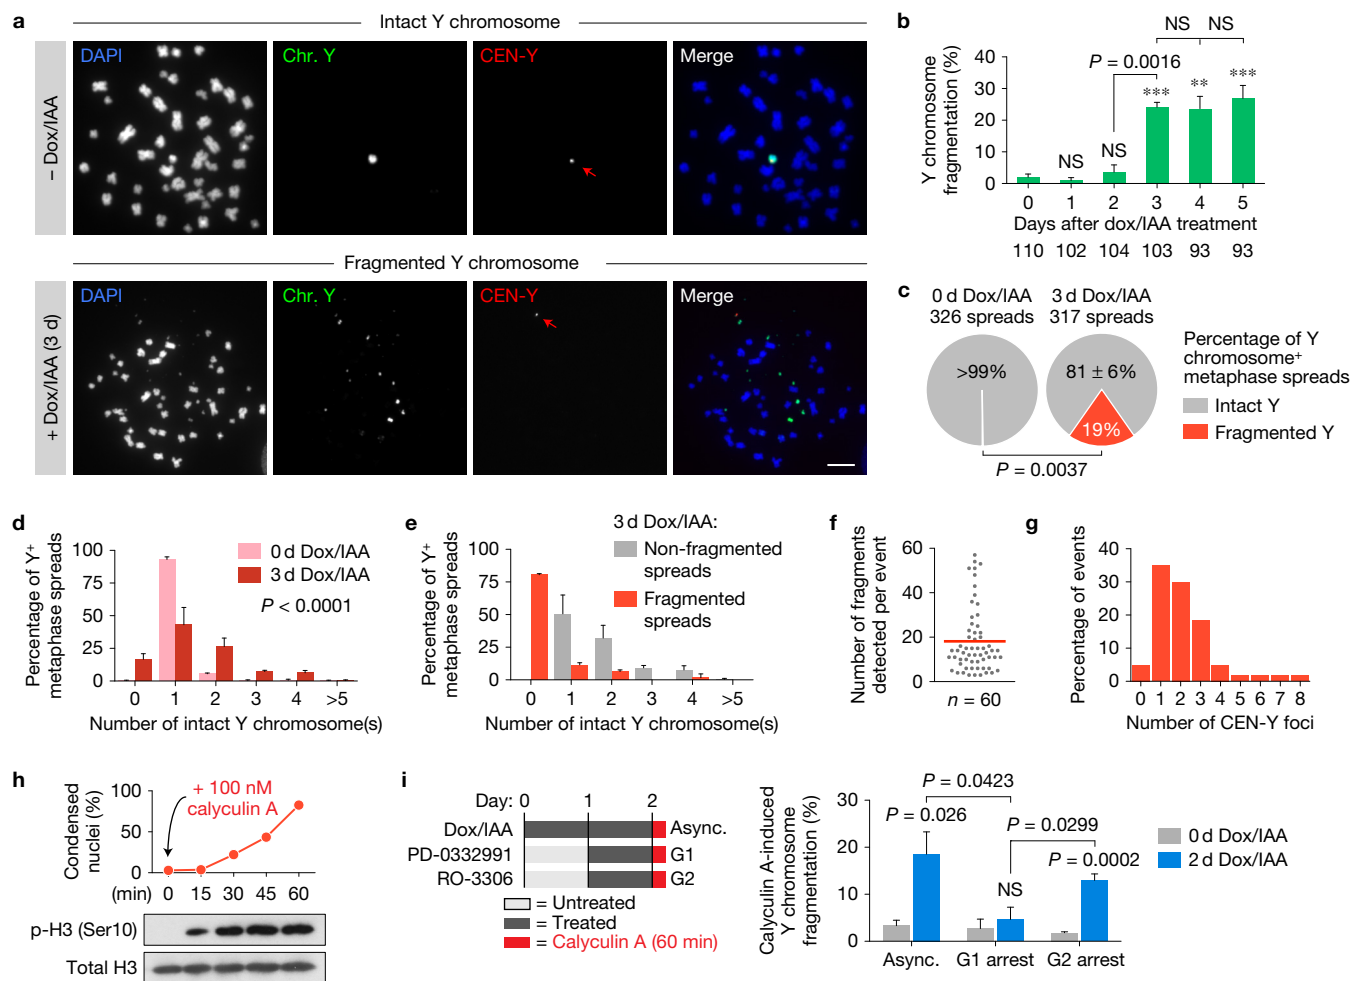 a
Intact Y chromosome
– Dox/IAA
DAPI
Chr. Y
CEN-Y
Merge
Fragmented Y chromosome
+ Dox/IAA (3 d)
DAPI
Chr. Y
CEN-Y
Merge
b
Y chromosome
fragmentation (%)
40
30
20
10
0
NS
NS
P = 0.0016
***
**
***
NS
NS
0 1 2 3 4 5
Days after dox/IAA treatment
110 102 104 103 93 93
c
0 d Dox/IAA
326 spreads
3 d Dox/IAA
317 spreads
>99%
81 ± 6%
19%
P = 0.0037
Percentage of Y
chromosome⁺
metaphase spreads
Intact Y
Fragmented Y
d
Percentage of Y⁺
metaphase spreads
100
75
50
25
0
0 d Dox/IAA
3 d Dox/IAA
P < 0.0001
0 1 2 3 4 >5
Number of intact Y chromosome(s)
e
Percentage of Y⁺
metaphase spreads
100
75
50
25
0
3 d Dox/IAA:
Non-fragmented
spreads
Fragmented
spreads
0 1 2 3 4 >5
Number of intact Y chromosome(s)
f
Number of fragments
detected per event
60
40
20
0
n = 60
g
Percentage of events
40
30
20
10
0
0 1 2 3 4 5 6 7 8
Number of CEN-Y foci
h
Condensed
nuclei (%)
100
50
0
+ 100 nM
calyculin A
(min) 0 15 30 45 60
p-H3 (Ser10)
Total H3
i
Day: 0 1 2
Dox/IAA
Async.
PD-0332991
G1
RO-3306
G2
= Untreated
= Treated
= Calyculin A (60 min)
Calyculin A-induced
Y chromosome
fragmentation (%)
30
20
10
0
P = 0.0423
P = 0.026
P = 0.0299
NS
P = 0.0002
0 d Dox/IAA
2 d Dox/IAA
Async. G1 arrest G2 arrest